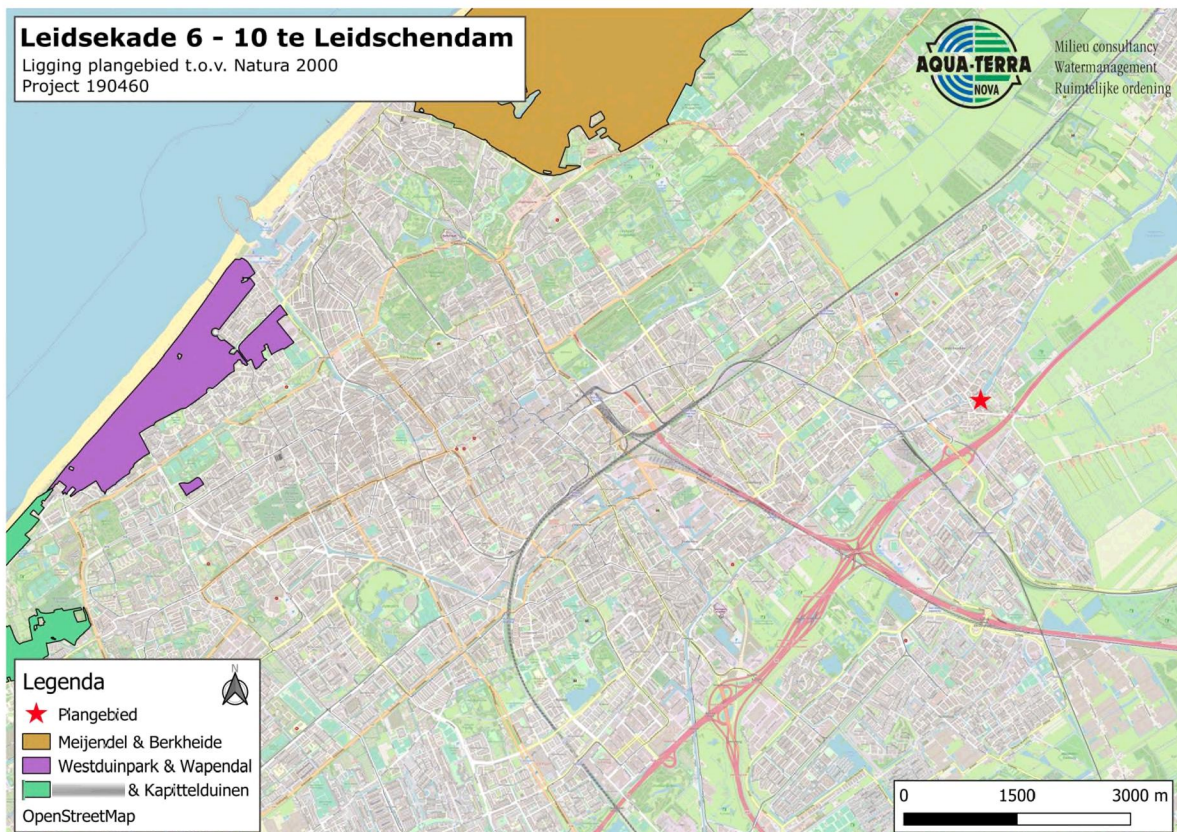 Leidsekade 6 - 10 te Leidschendam
Ligging plangebied t.o.v. Natura 2000
Project 190460
AQUA-TERRA
NOVA
Milieu consultancy
Watermanagement
Ruimtelijke ordening
Legenda
N
Plangebied
Meijendel & Berkheide
Westduinpark & Wapendal
& Kapittelduinen
OpenStreetMap
0 1500 3000 m